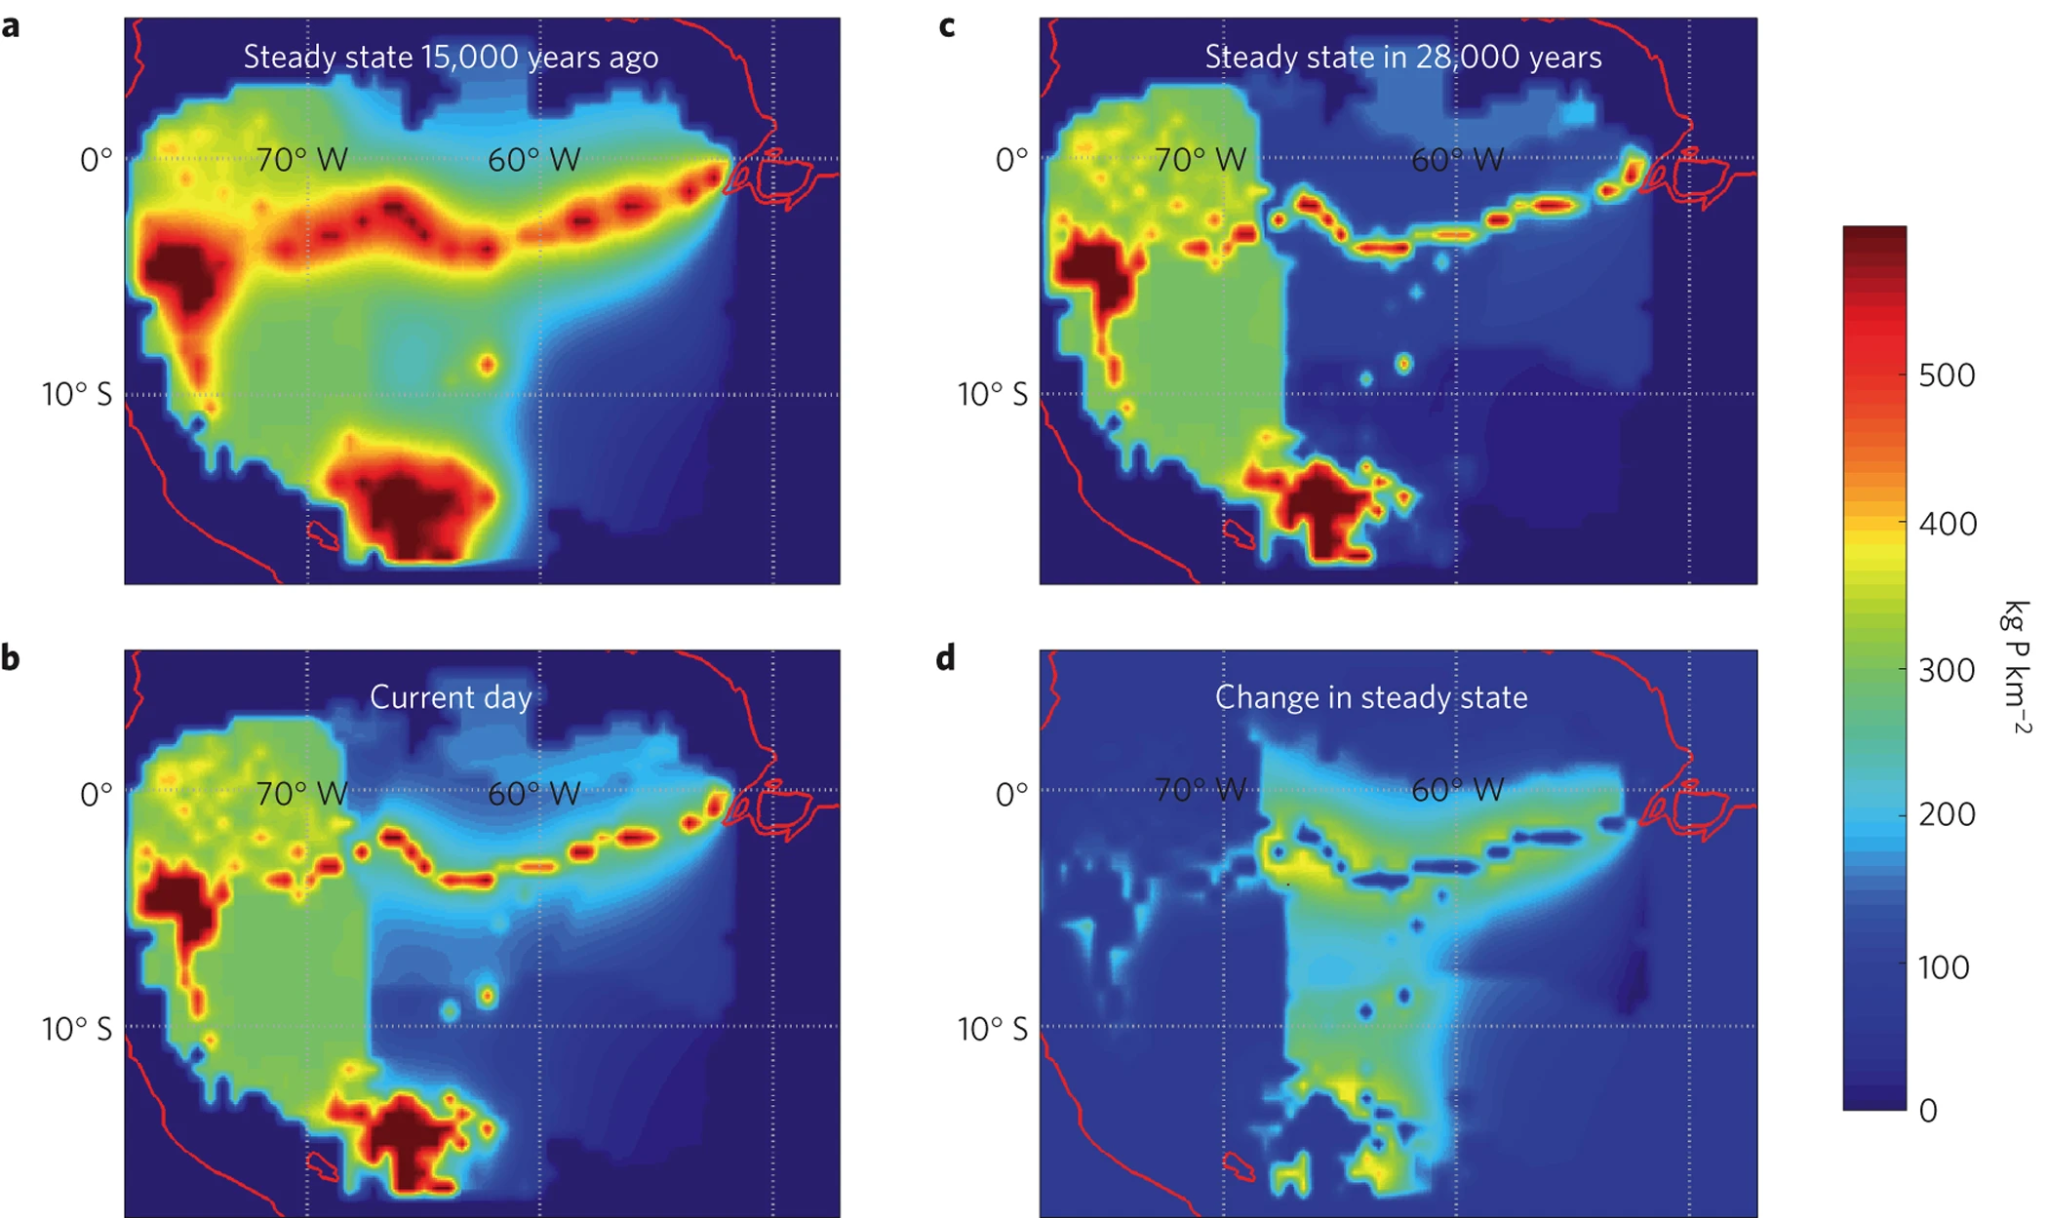 a
Steady state 15,000 years ago
0°
70° W
60° W
10° S
c
Steady state in 28,000 years
0°
70° W
60° W
10° S
b
Current day
0°
70° W
60° W
10° S
d
Change in steady state
0°
70° W
60° W
10° S
500
400
300
200
100
0
kg P km⁻²